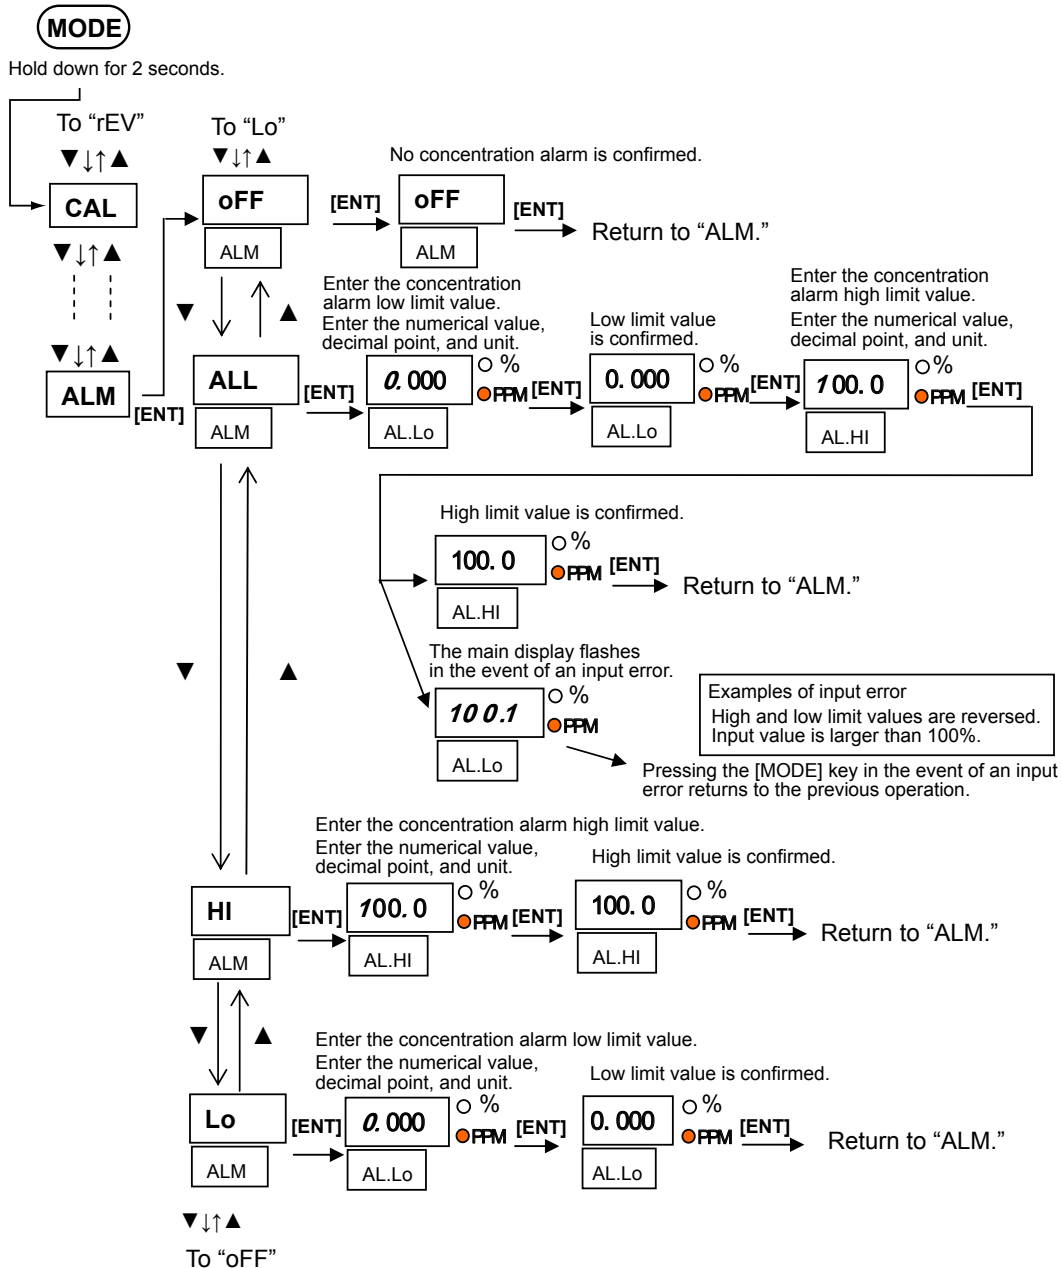 MODE
Hold down for 2 seconds.
To “rEV”
▼↓↑▲
CAL
▼↓↑▲
▼↓↑▲
ALM
[ENT]
To “Lo”
▼↓↑▲
oFF
ALM
[ENT]
No concentration alarm is confirmed.
oFF
ALM
[ENT]
Return to “ALM.”
▼
▲
ALL
ALM
[ENT]
Enter the concentration
alarm low limit value.
Enter the numerical value,
decimal point, and unit.
0.000
%
PPM
AL.Lo
[ENT]
Low limit value
is confirmed.
0.000
%
PPM
AL.Lo
[ENT]
Enter the concentration
alarm high limit value.
Enter the numerical value,
decimal point, and unit.
100.0
%
PPM
AL.HI
[ENT]
High limit value is confirmed.
100.0
%
PPM
AL.HI
[ENT]
Return to “ALM.”
The main display flashes
in the event of an input error.
100.1
%
PPM
AL.Lo
Examples of input error
High and low limit values are reversed.
Input value is larger than 100%.
Pressing the [MODE] key in the event of an input
error returns to the previous operation.
▼
▲
HI
ALM
[ENT]
Enter the concentration alarm high limit value.
Enter the numerical value,
decimal point, and unit.
100.0
%
PPM
AL.HI
[ENT]
High limit value is confirmed.
100.0
%
PPM
AL.HI
[ENT]
Return to “ALM.”
▼
▲
Lo
ALM
[ENT]
Enter the concentration alarm low limit value.
Enter the numerical value,
decimal point, and unit.
0.000
%
PPM
AL.Lo
[ENT]
Low limit value is confirmed.
0.000
%
PPM
AL.Lo
[ENT]
Return to “ALM.”
▼↓↑▲
To “oFF”